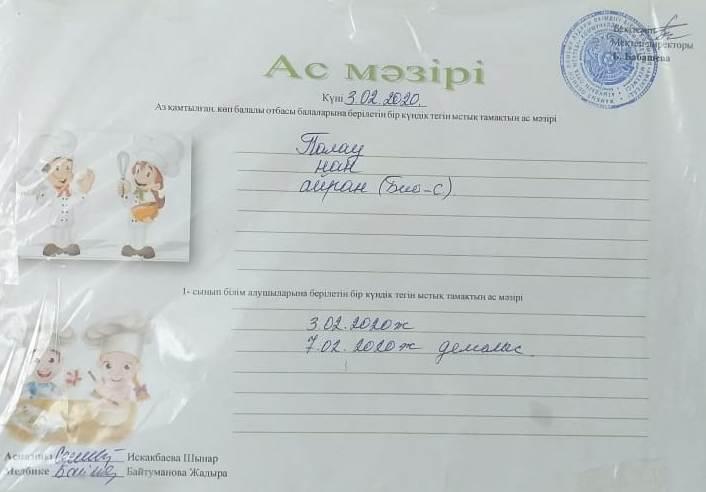 Бекітемін
Мектеп директоры
Б. Бабашева
Ас мәзірі
Күні 3.02.2020.
Аз қамтылған, көп балалы отбасы балаларына берілетін бір күндік тегін ыстық тамақтың ас мәзірі
Палау
нан
айран (Био-С)
1- сынып білім алушыларына берілетін бір күндік тегін ыстық тамақтың ас мәзірі
3.02.2020ж
7.02.2020ж демалыс
Аспазшы Искакбаева Шынар
Медбике Байтуманова Жадыра